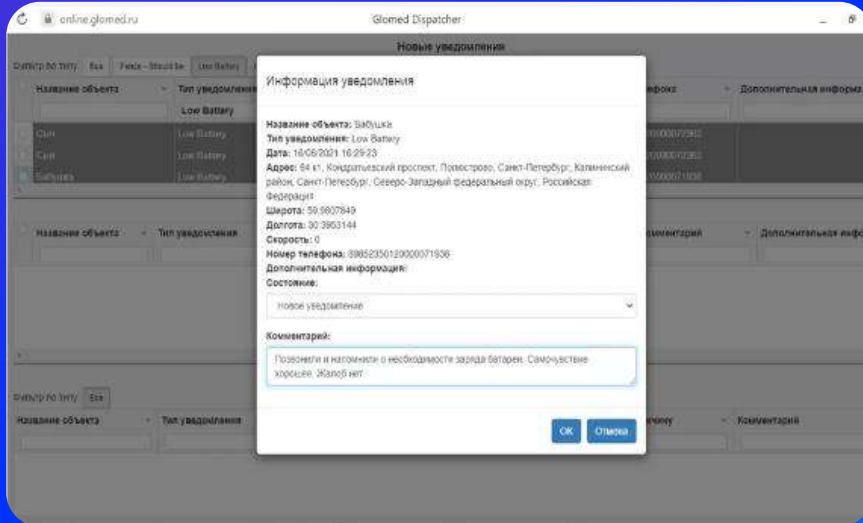 online.glomed.ru
Glomed Dispatcher
Новые уведомления
Фильтр по типу Все Fence - Should be Low Battery
Название объекта Тип уведомления Дополнительная информа
Low Battery
Сын Low Battery
Сын Low Battery
Бабушка Low Battery
Информация уведомления
Название объекта: Бабушка
Тип уведомления: Low Battery
Дата: 16/06/2021 16:29:23
Адрес: 64 к1, Кондратьевский проспект, Полюстрово, Санкт-Петербург, Калининский
район, Санкт-Петербург, Северо-Западный федеральный округ, Российская
Федерация
Широта: 59.9807849
Долгота: 30.3953144
Скорость: 0
Номер телефона: 89852350120000071936
Дополнительная информация:
Состояние:
Новое уведомление
Комментарий:
Позвонили и напомнили о необходимости заряда батареи. Самочувствие
хорошее. Жалоб нет
OK Отмена
Название объекта Тип уведомления омментарий Дополнительная инфо
Фильтр по типу Все
Название объекта Тип уведомления Комментарий